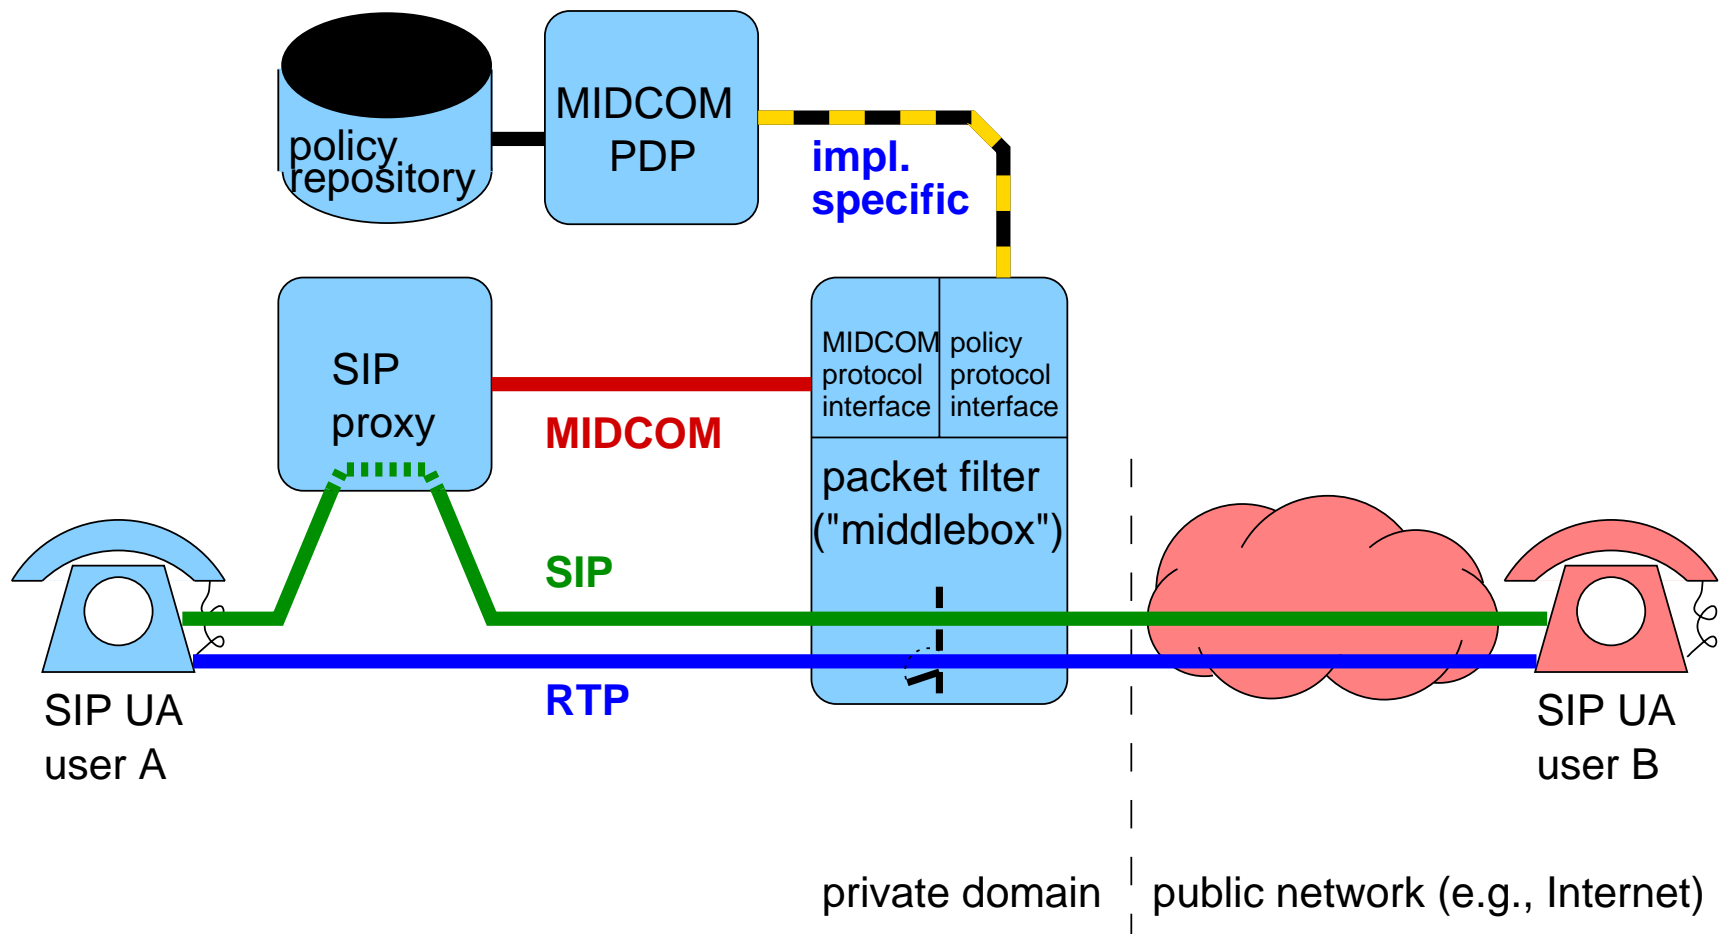 policy
repository
MIDCOM
PDP
impl.
specific
SIP
proxy
MIDCOM
MIDCOM
protocol
interface
policy
protocol
interface
packet filter
("middlebox")
SIP
RTP
SIP UA
user A
SIP UA
user B
private domain
public network (e.g., Internet)